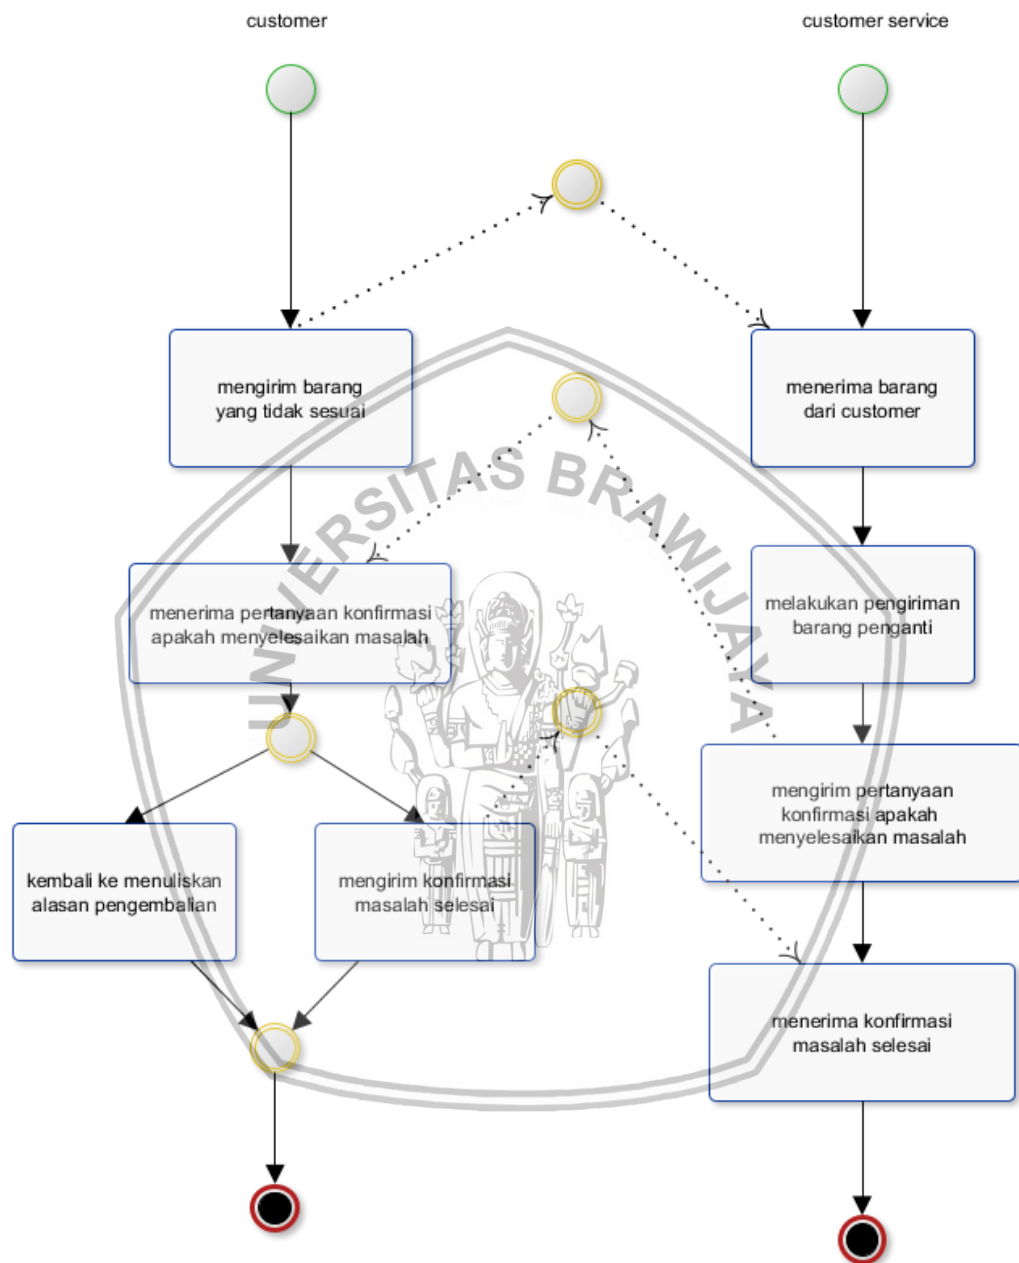 customer
customer service
mengirim barang
yang tidak sesuai
menerima barang
dari customer
UNIVERSITAS BRAWIJAYA
menerima pertanyaan konfirmasi
apakah menyelesaikan masalah
melakukan pengiriman
barang penganti
mengirim pertanyaan
konfirmasi apakah
menyelesaikan masalah
kembali ke menuliskan
alasan pengembalian
mengirim konfirmasi
masalah selesai
menerima konfirmasi
masalah selesai